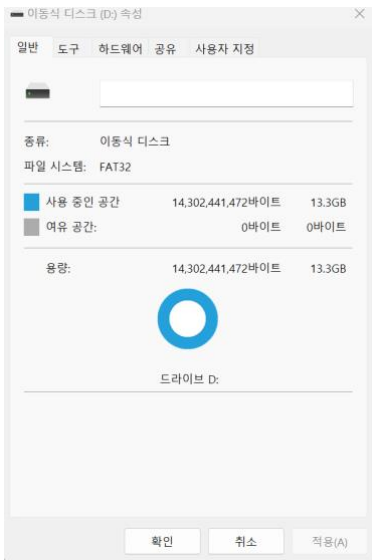 이동식 디스크 (D:) 속성
일반 도구 하드웨어 공유 사용자 지정
종류: 이동식 디스크
파일 시스템: FAT32
사용 중인 공간 14,302,441,472바이트 13.3GB
여유 공간: 0바이트 0바이트
용량: 14,302,441,472바이트 13.3GB
드라이브 D:
확인 취소 적용(A)